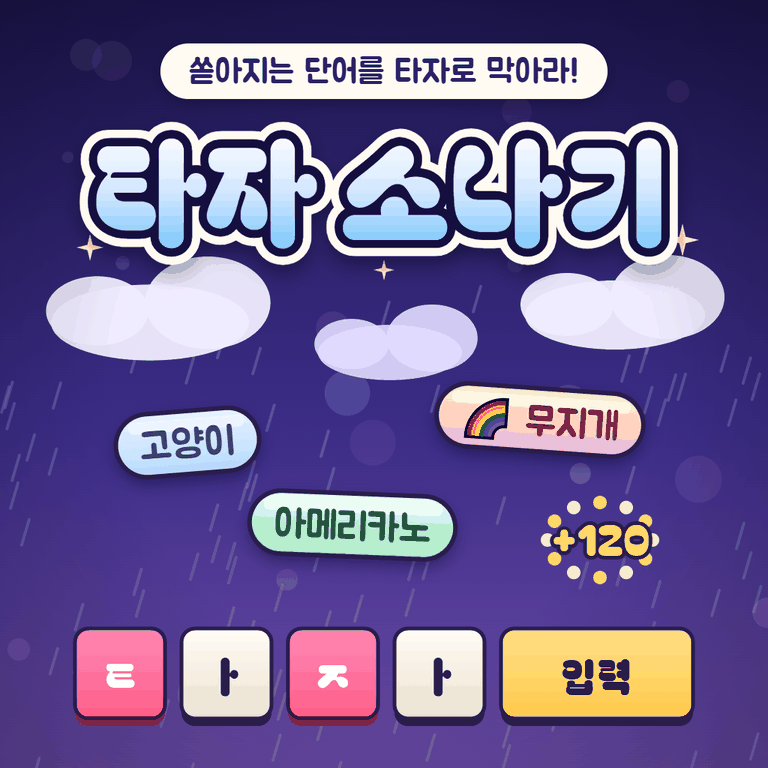 쏟아지는 단어를 타자로 막아라!
타자 소나기
고양이
무지개
아메리카노
+120
ㅌ ㅏ ㅈ ㅏ 입력